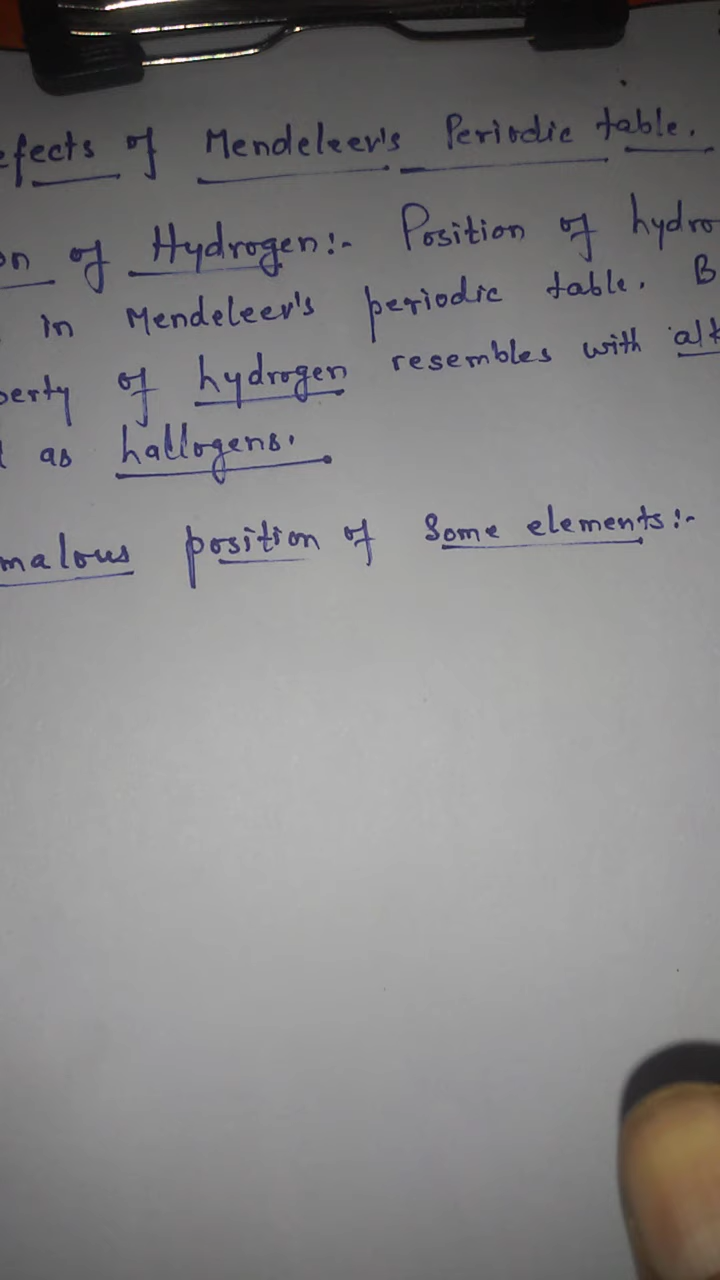 efects of Mendeleev's Periodic table.
on of Hydrogen:- Position of hydro
in Mendeleev's periodic table. B
perty of hydrogen resembles with alk
as hallogens.
malous position of Some elements:-